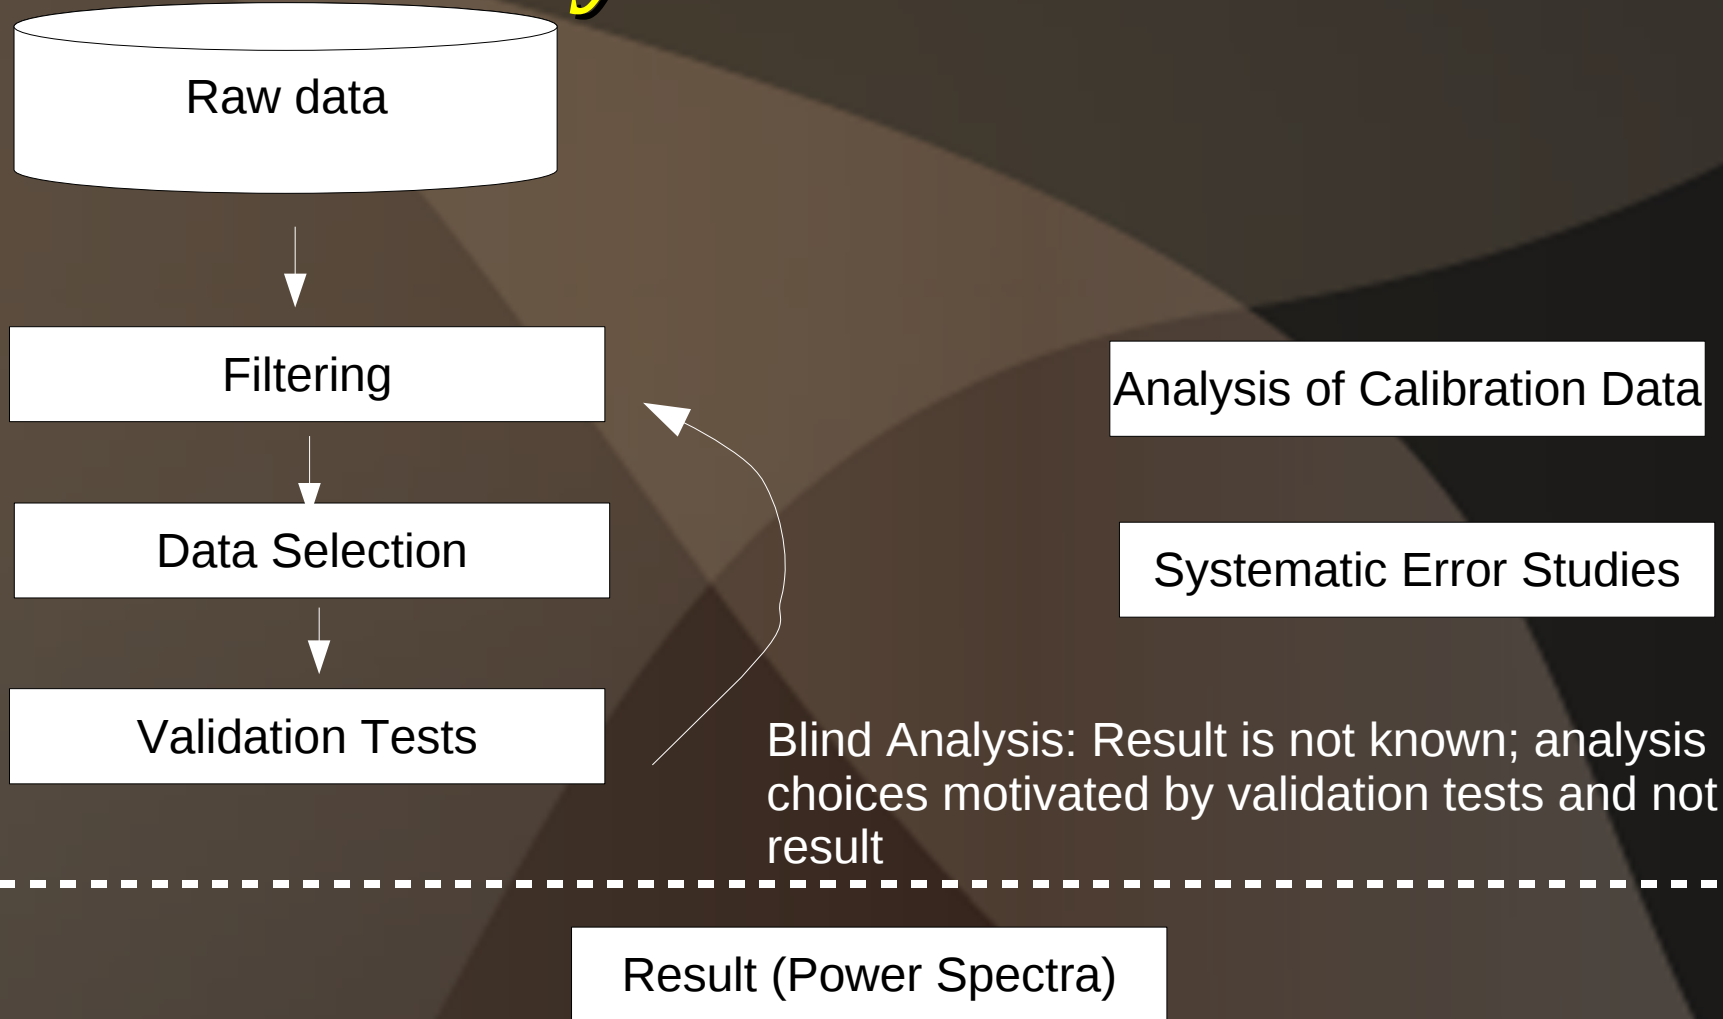 Raw data
Filtering
Analysis of Calibration Data
Data Selection
Systematic Error Studies
Validation Tests
Blind Analysis: Result is not known; analysis
choices motivated by validation tests and not
result
Result (Power Spectra)